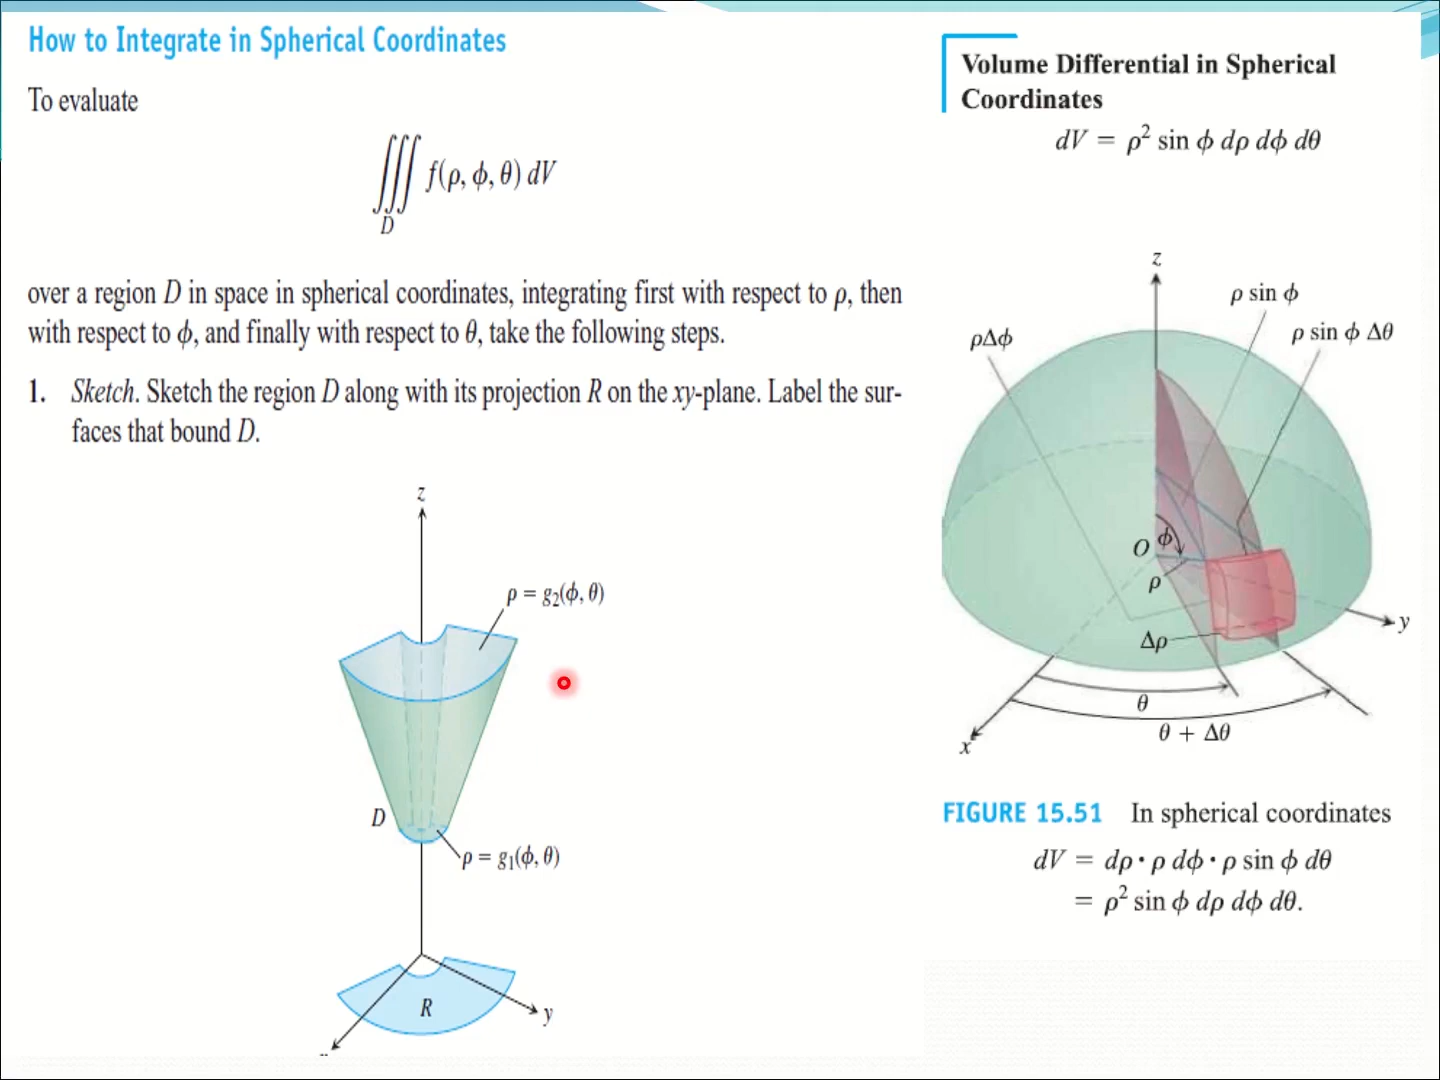 How to Integrate in Spherical Coordinates
To evaluate
∭ f(ρ, ϕ, θ) dV
D
over a region D in space in spherical coordinates, integrating first with respect to ρ, then
with respect to ϕ, and finally with respect to θ, take the following steps.
1. Sketch. Sketch the region D along with its projection R on the xy-plane. Label the sur-
faces that bound D.
z
ρ = g₂(ϕ, θ)
D
ρ = g₁(ϕ, θ)
R
y
Volume Differential in Spherical
Coordinates
dV = ρ² sin ϕ dρ dϕ dθ
z
ρ sin ϕ
ρΔϕ
ρ sin ϕ Δθ
O
ϕ
ρ
y
Δρ
θ
θ + Δθ
x
FIGURE 15.51 In spherical coordinates
dV = dρ · ρ dϕ · ρ sin ϕ dθ
= ρ² sin ϕ dρ dϕ dθ.